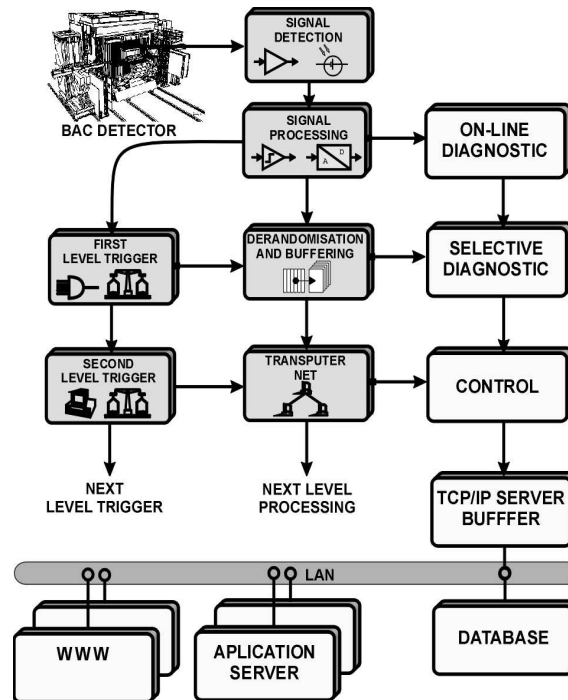 SIGNAL
DETECTION
BAC DETECTOR
SIGNAL
PROCESSING
D
A
ON-LINE
DIAGNOSTIC
FIRST
LEVEL TRIGGER
DERANDOMISATION
AND BUFFERING
SELECTIVE
DIAGNOSTIC
SECOND
LEVEL TRIGGER
TRANSPUTER
NET
CONTROL
NEXT
LEVEL TRIGGER
NEXT LEVEL
PROCESSING
TCP/IP SERVER
BUFFFER
LAN
WWW
APLICATION
SERVER
DATABASE